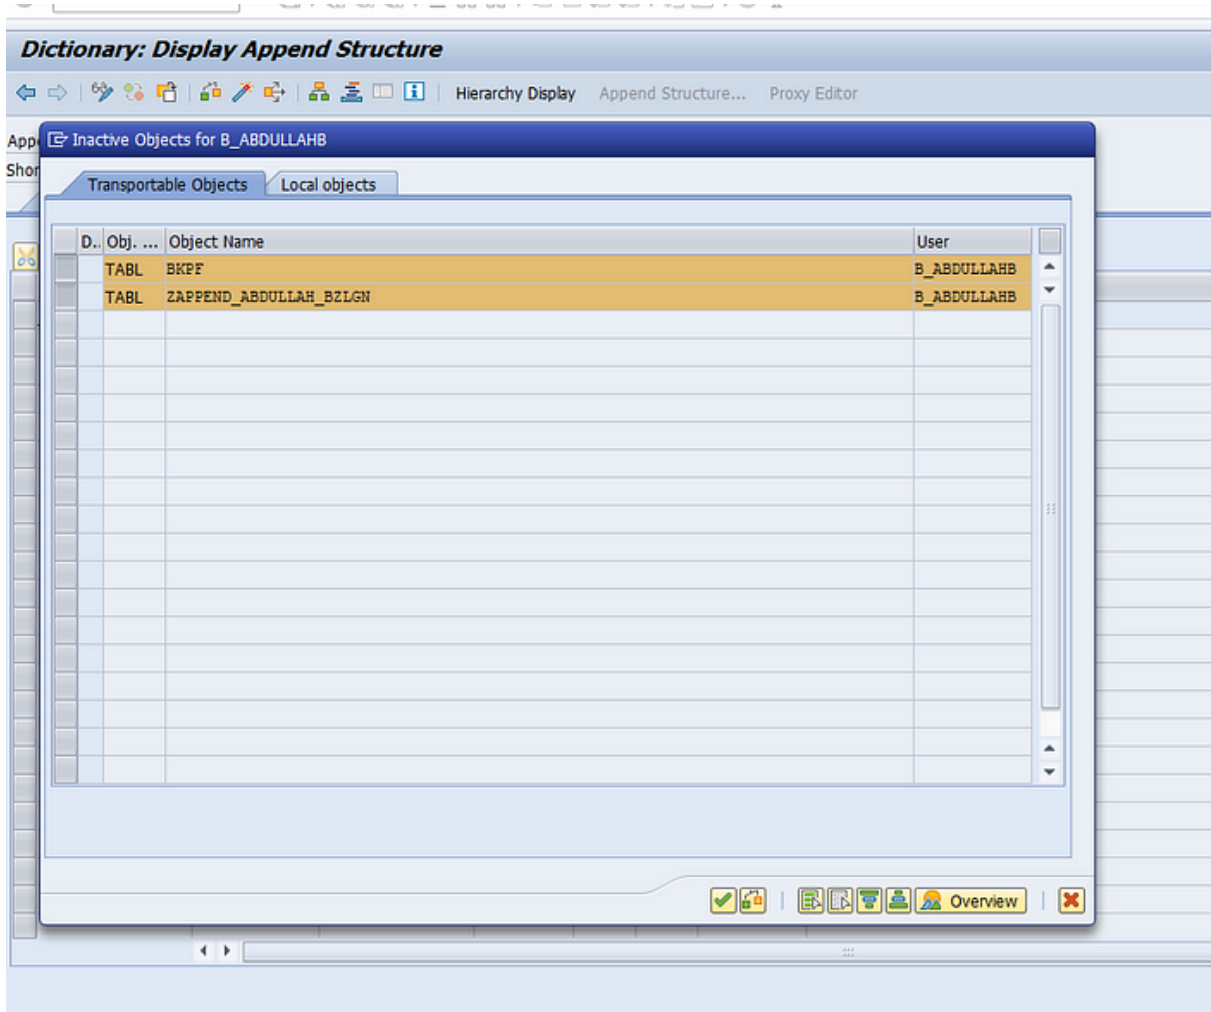 Dictionary: Display Append Structure
Hierarchy Display Append Structure... Proxy Editor
Appe
Shor
Inactive Objects for B_ABDULLAHB
Transportable Objects Local objects
D.. Obj. ... Object Name User
TABL BKPF B_ABDULLAHB
TABL ZAPPEND_ABDULLAH_BZLGN B_ABDULLAHB
Overview